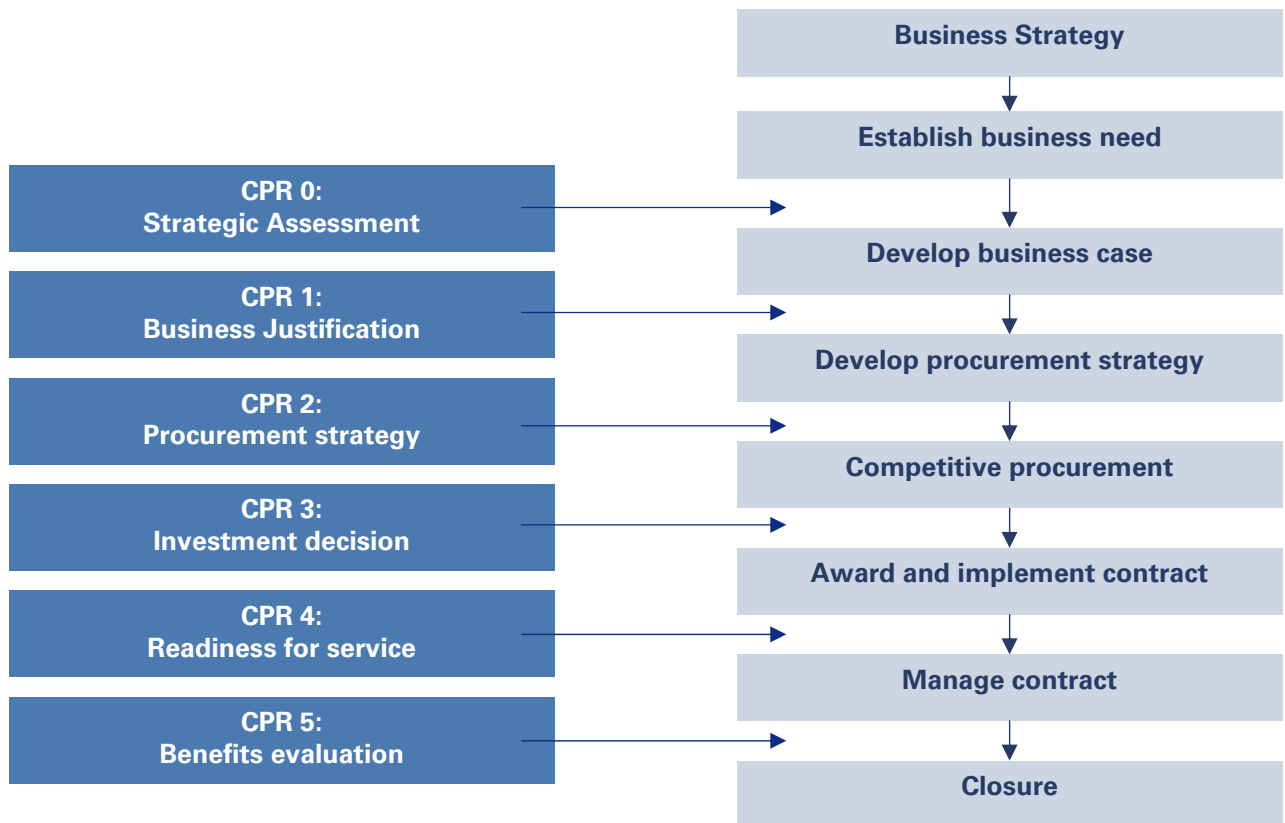 Business Strategy
Establish business need
CPR 0:
Strategic Assessment
Develop business case
CPR 1:
Business Justification
Develop procurement strategy
CPR 2:
Procurement strategy
Competitive procurement
CPR 3:
Investment decision
Award and implement contract
CPR 4:
Readiness for service
Manage contract
CPR 5:
Benefits evaluation
Closure